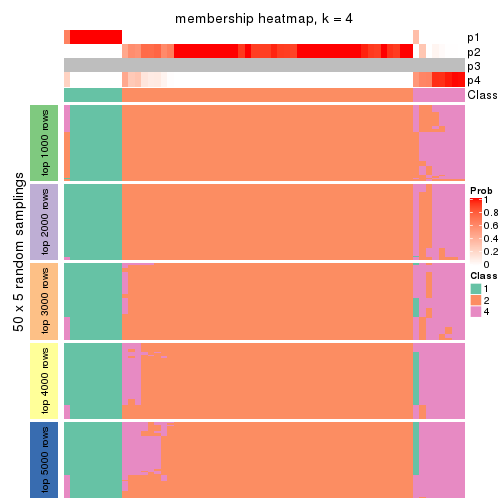 membership heatmap, k = 4
p1
p2
p3
p4
Class
50 x 5 random samplings
top 1000 rows
top 2000 rows
top 3000 rows
top 4000 rows
top 5000 rows
Prob
1
0.8
0.6
0.4
0.2
0
Class
1
2
4